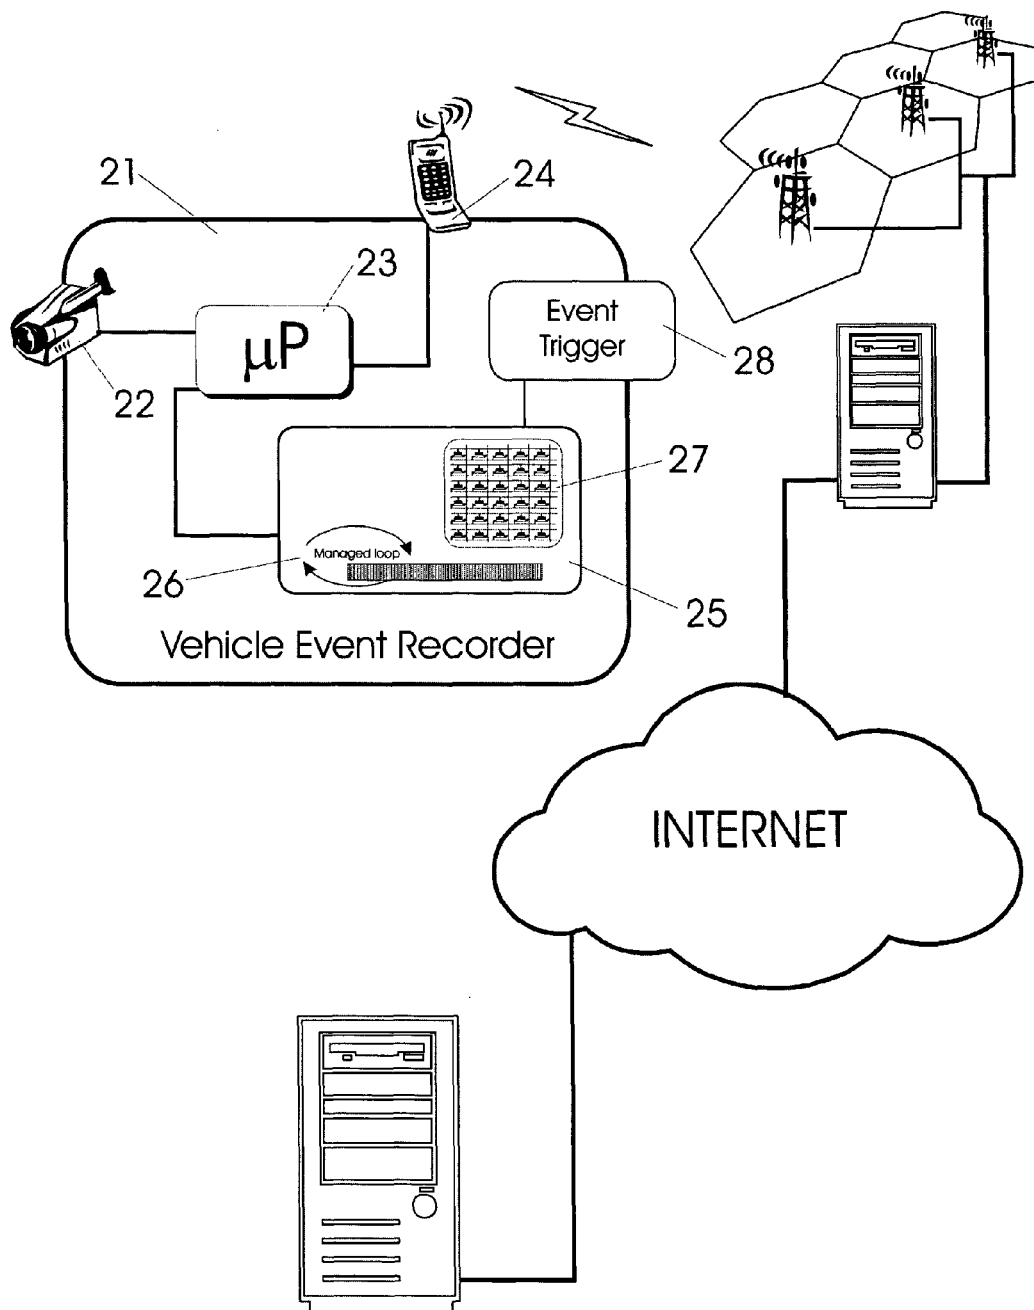 21
24
23
μP
Event
Trigger
28
22
27
Managed loop
26
25
Vehicle Event Recorder
INTERNET